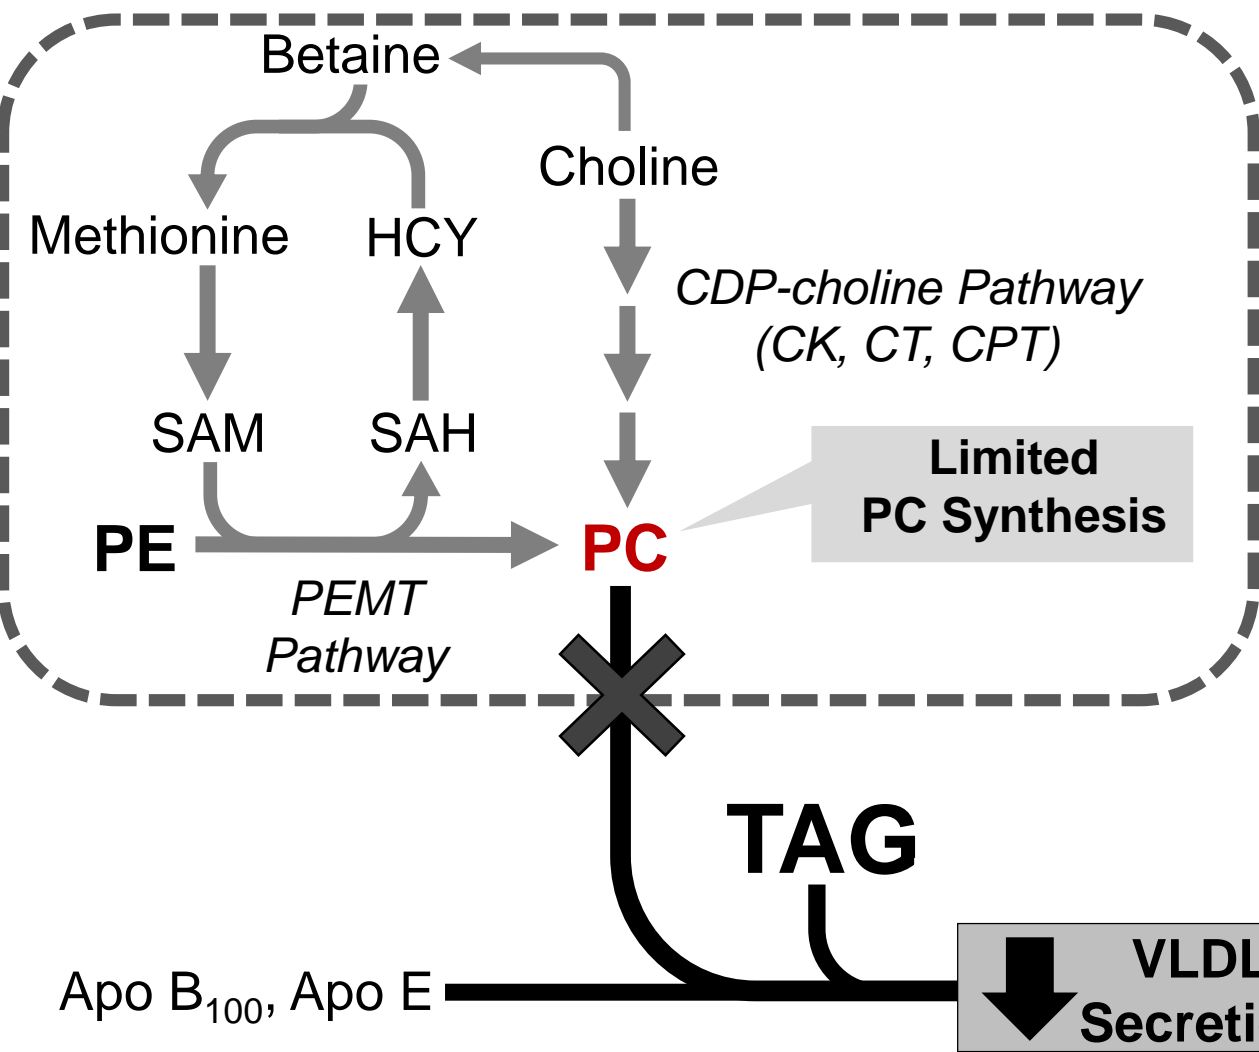 Betaine
Choline
Methionine
HCY
CDP-choline Pathway
(CK, CT, CPT)
SAM
SAH
Limited
PC Synthesis
PE
PC
PEMT
Pathway
TAG
Apo B100, Apo E
VLDL
Secreti